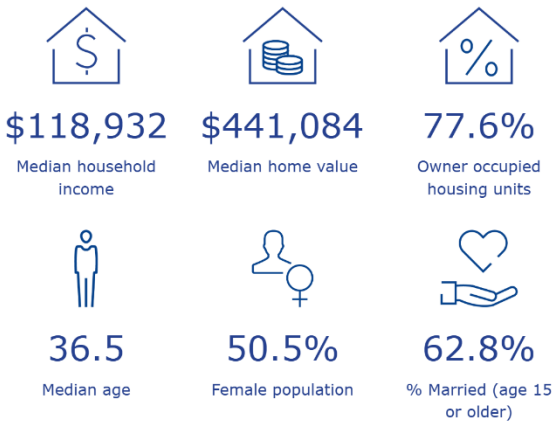 $118,932
Median household
income
$441,084
Median home value
77.6%
Owner occupied
housing units
36.5
Median age
50.5%
Female population
62.8%
% Married (age 15
or older)